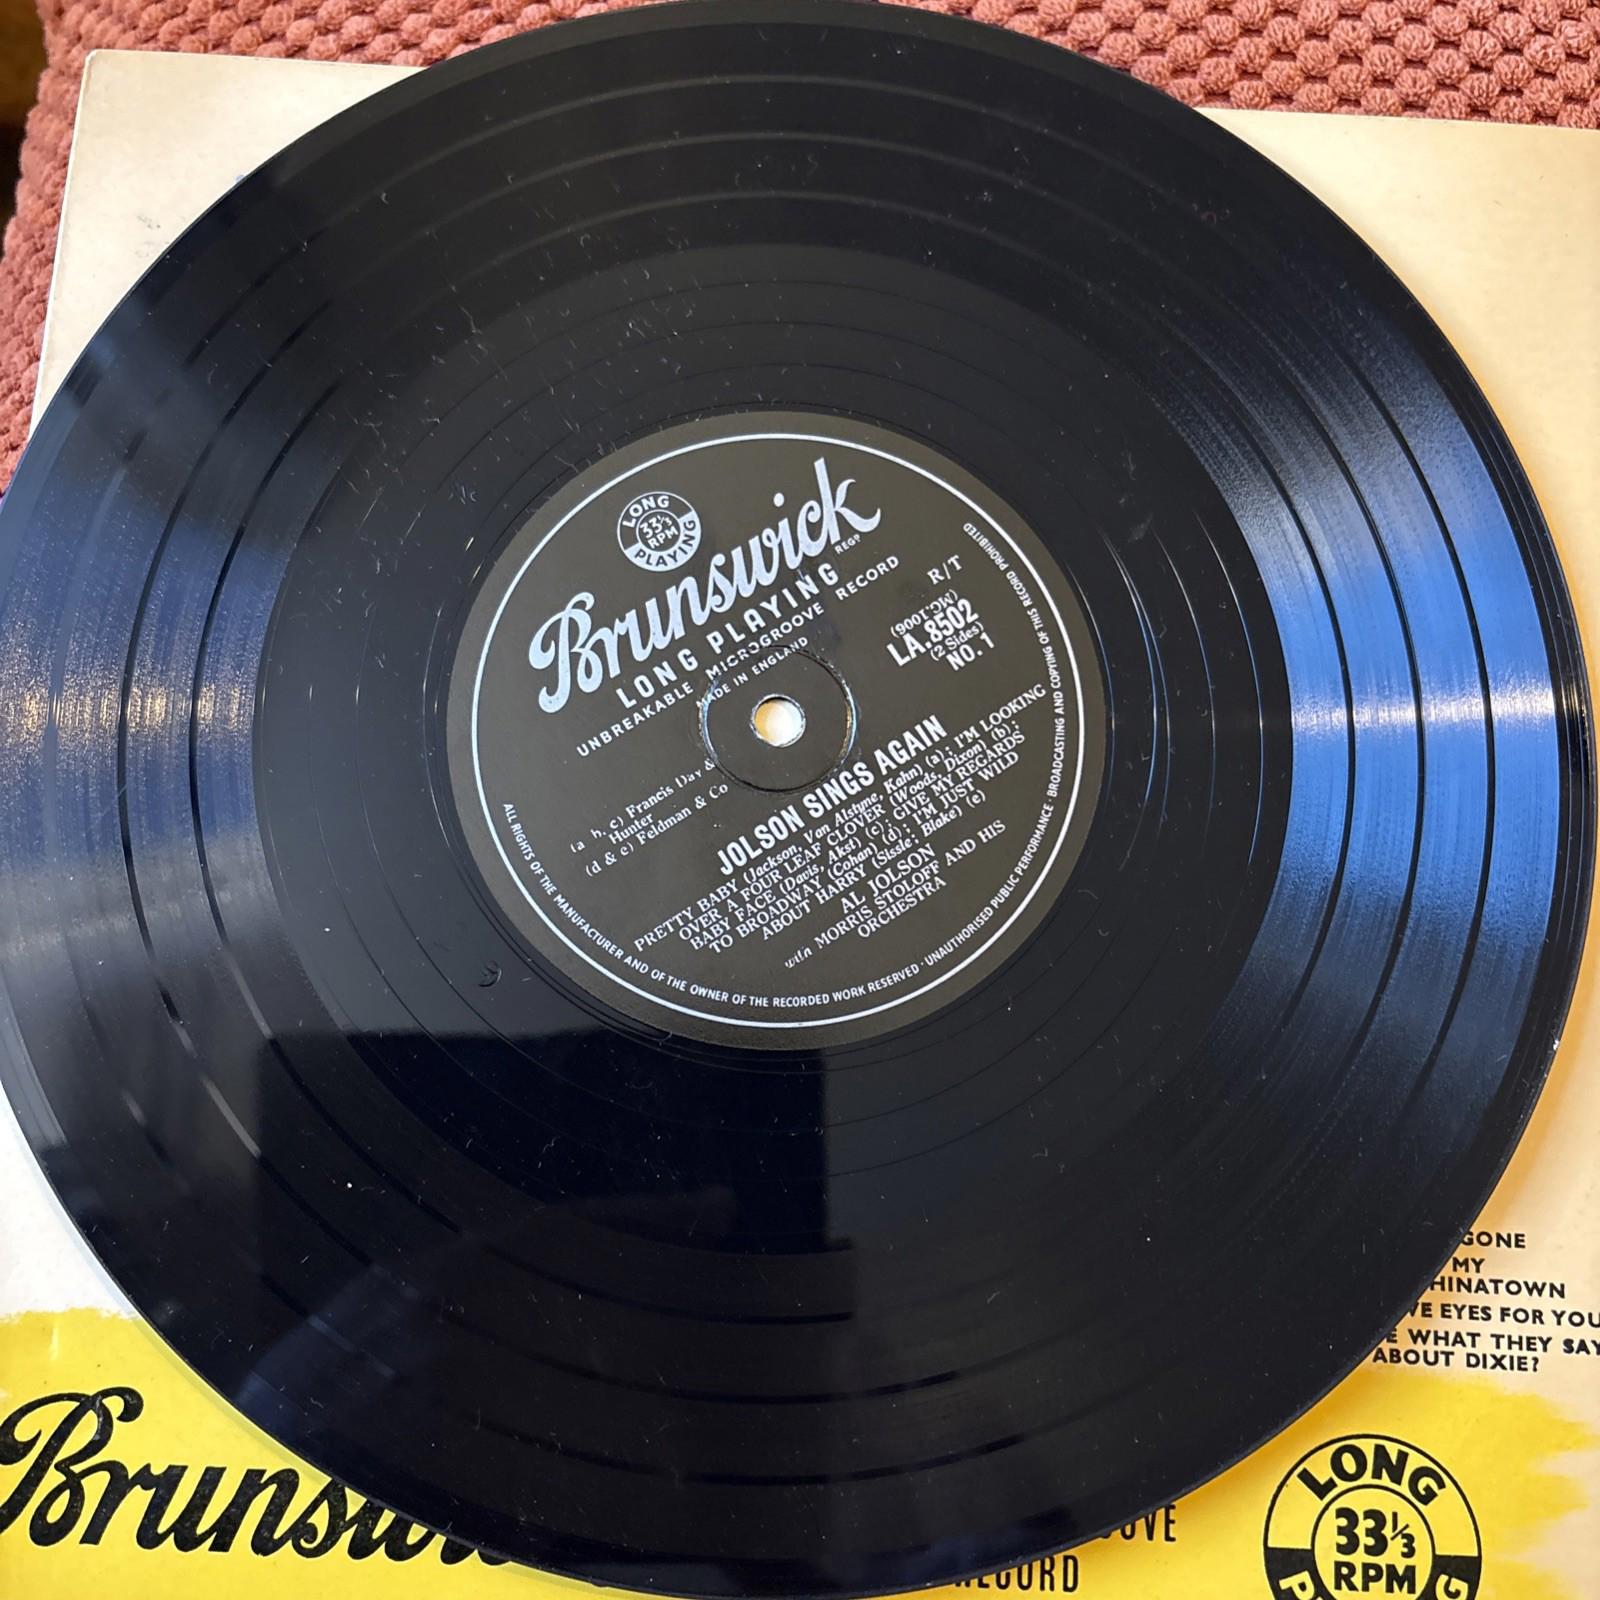 LONG
33⅓
RPM
PLAYING
Brunswick
REGD
LONG PLAYING
UNBREAKABLE MICROGROOVE RECORD
MADE IN ENGLAND
R/T
(MG.1006)
LA.8502
(2 Sides)
NO. 1
(a b, c) Francis Day &
Hunter
(d & e) Feldman & Co
JOLSON SINGS AGAIN
PRETTY BABY (Jackson, Van Alstyne, Kahn) (a); I'M LOOKING
OVER A FOUR LEAF CLOVER (Woods, Dixon) (b);
BABY FACE (Davis, Akst) (c); GIVE MY REGARDS
TO BROADWAY (Cohan) (d); I'M JUST WILD
ABOUT HARRY (Sissle; Blake) (e)
AL JOLSON
with MORRIS STOLOFF AND HIS
ORCHESTRA
ALL RIGHTS OF THE MANUFACTURER AND OF THE OWNER OF THE RECORDED WORK RESERVED · UNAUTHORISED PUBLIC PERFORMANCE · BROADCASTING AND COPYING OF THIS RECORD PROHIBITED
GONE
MY
HINATOWN
VE EYES FOR YOU
E WHAT THEY SAY
ABOUT DIXIE?
Brunsw
OOVE
RECORD
LONG
33⅓
RPM